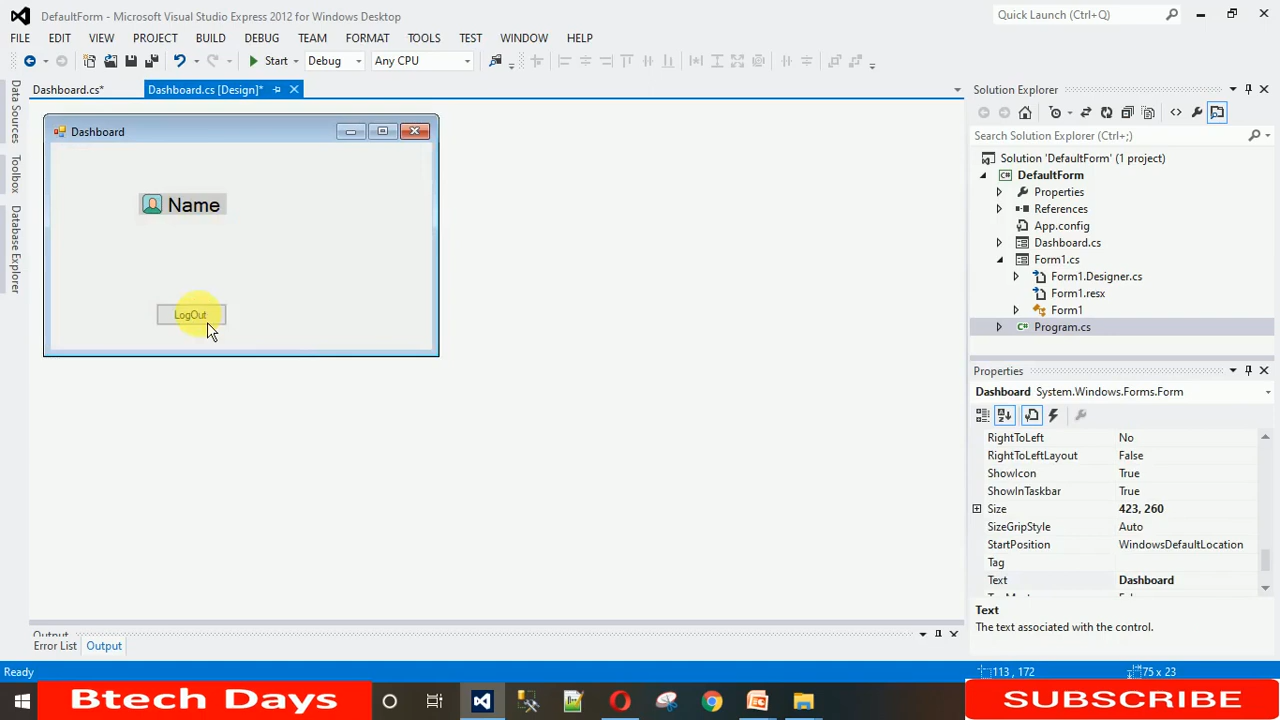 DefaultForm - Microsoft Visual Studio Express 2012 for Windows Desktop
Quick Launch (Ctrl+Q)
FILE EDIT VIEW PROJECT BUILD DEBUG TEAM FORMAT TOOLS TEST WINDOW HELP
Start Debug Any CPU
Dashboard.cs* Dashboard.cs [Design]*
Data Sources
Toolbox
Database Explorer
Dashboard
Name
LogOut
Solution Explorer
Search Solution Explorer (Ctrl+;)
Solution 'DefaultForm' (1 project)
DefaultForm
Properties
References
App.config
Dashboard.cs
Form1.cs
Form1.Designer.cs
Form1.resx
Form1
Program.cs
Properties
Dashboard System.Windows.Forms.Form
RightToLeft No
RightToLeftLayout False
ShowIcon True
ShowInTaskbar True
Size 423, 260
SizeGripStyle Auto
StartPosition WindowsDefaultLocation
Tag
Text Dashboard
Text
The text associated with the control.
Output
Error List Output
Ready 113 , 172 75 x 23
Btech Days
SUBSCRIBE